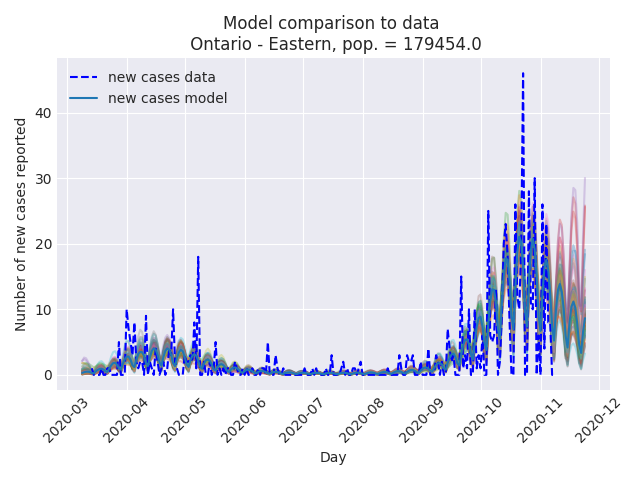 Model comparison to data
Ontario - Eastern, pop. = 179454.0
new cases data
new cases model
Number of new cases reported
40
30
20
10
0
2020-03
2020-04
2020-05
2020-06
2020-07
2020-08
2020-09
2020-10
2020-11
2020-12
Day